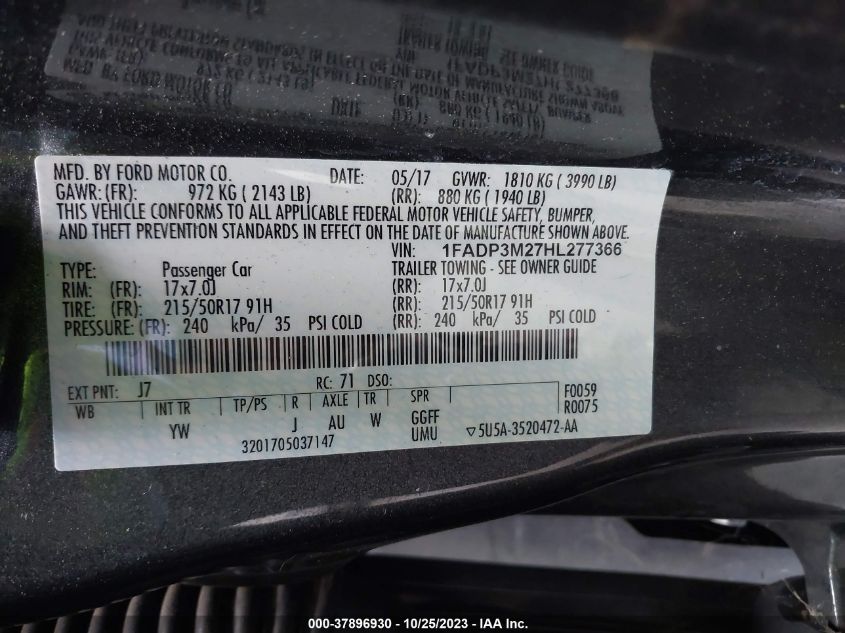 MFD. BY FORD MOTOR CO. DATE: 05/17 GVWR: 1810 KG ( 3990 LB)
GAWR: (FR): 972 KG ( 2143 LB) (RR): 880 KG ( 1940 LB)
THIS VEHICLE CONFORMS TO ALL APPLICABLE FEDERAL MOTOR VEHICLE SAFETY, BUMPER,
AND THEFT PREVENTION STANDARDS IN EFFECT ON THE DATE OF MANUFACTURE SHOWN ABOVE.
VIN: 1FADP3M27HL277366
TYPE: Passenger Car TRAILER TOWING - SEE OWNER GUIDE
RIM: (FR): 17x7.0J (RR): 17x7.0J
TIRE: (FR): 215/50R17 91H (RR): 215/50R17 91H
PRESSURE: (FR): 240 kPa/ 35 PSI COLD (RR): 240 kPa/ 35 PSI COLD
EXT PNT: J7 RC: 71 DSO: F0059
WB INT TR TP/PS R AXLE TR SPR R0075
YW J AU W GGFF
3201705037147 UMU ▽5U5A-3520472-AA
000-37896930 - 10/25/2023 - IAA Inc.